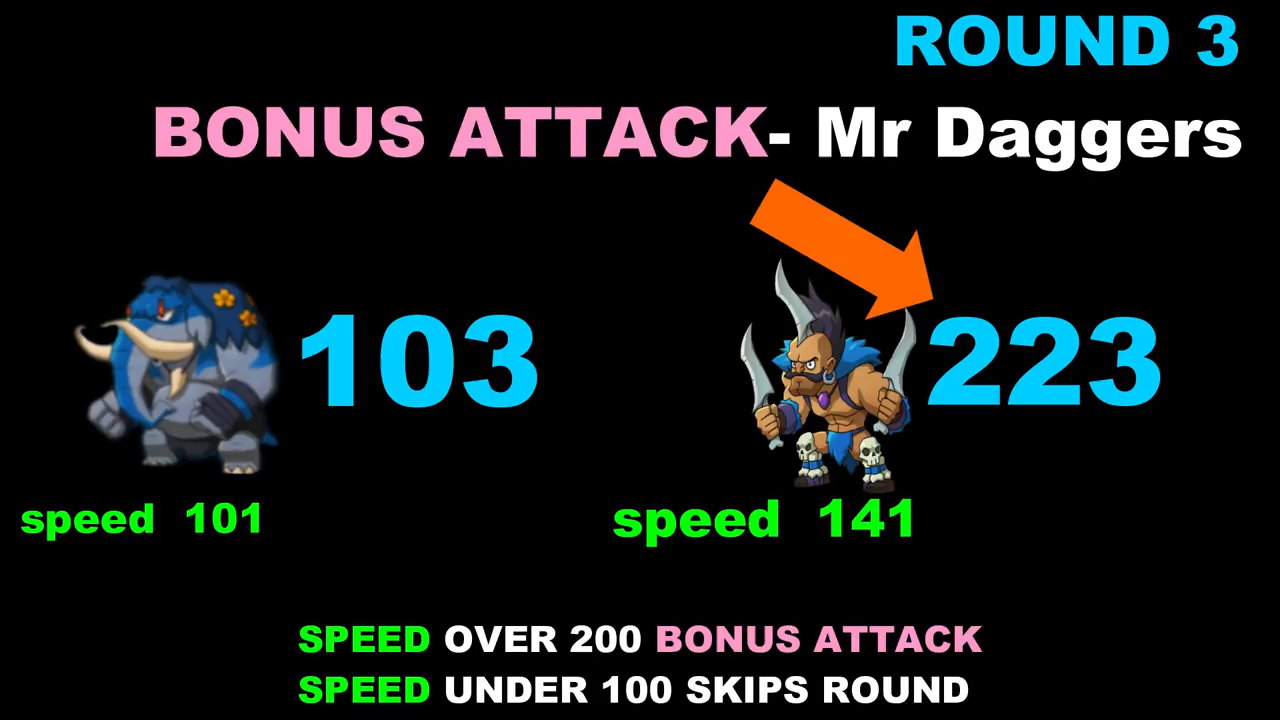 ROUND 3
BONUS ATTACK- Mr Daggers
103
223
speed 101
speed 141
SPEED OVER 200 BONUS ATTACK
SPEED UNDER 100 SKIPS ROUND